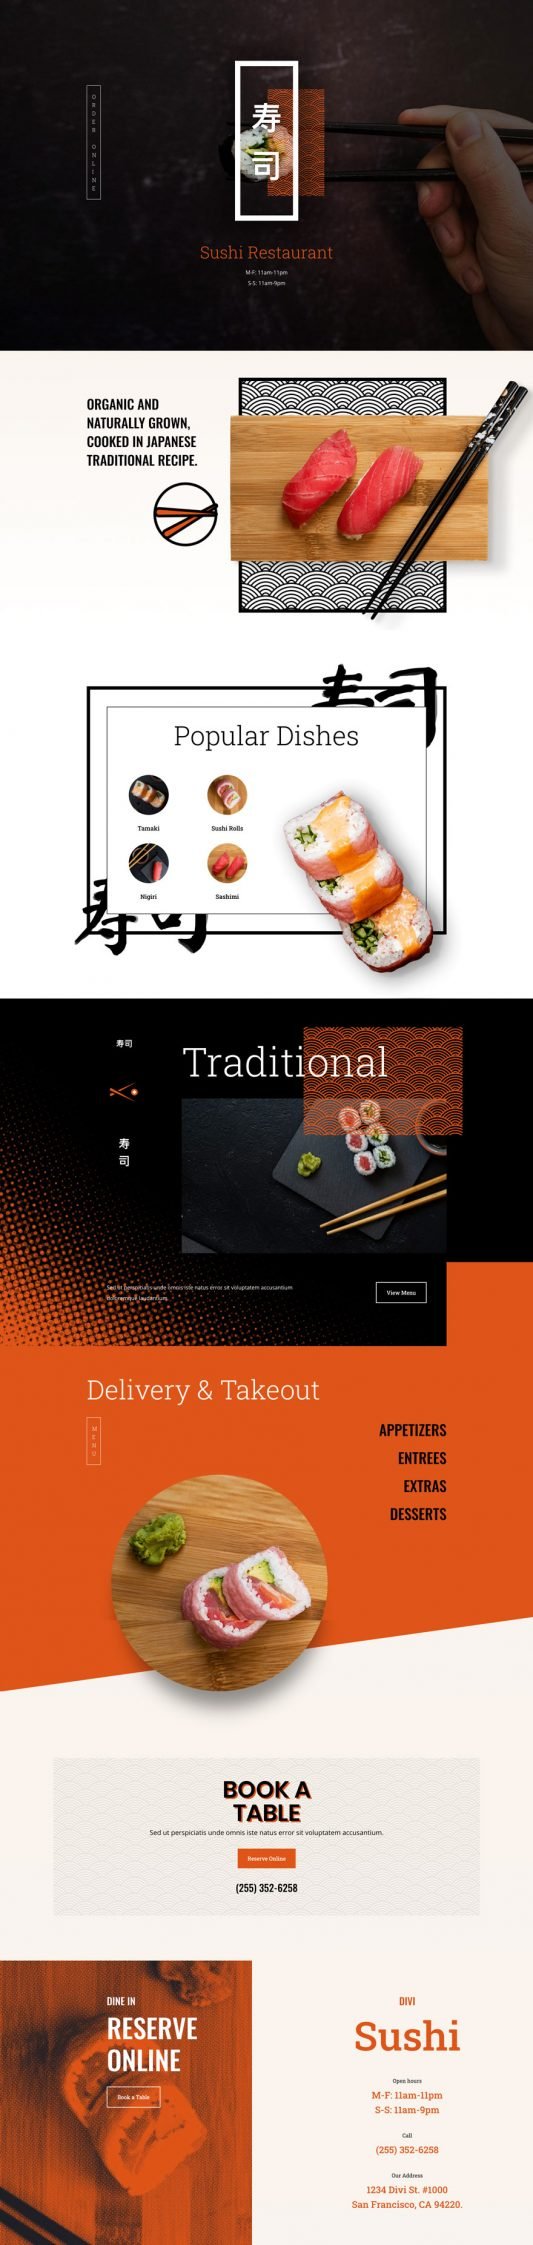 ORDER ONLINE
寿
司
Sushi Restaurant
M-F: 11am-11pm
S-S: 11am-9pm
ORGANIC AND
NATURALLY GROWN,
COOKED IN JAPANESE
TRADITIONAL RECIPE.
寿司
Popular Dishes
Tamaki
Sushi Rolls
Nigiri
Sashimi
寿司
寿司
Traditional
寿
司
Sed ut perspiciatis unde omnis iste natus error sit voluptatem accusantium
doloremque laudantium.
View Menu
Delivery & Takeout
MENU
APPETIZERS
ENTREES
EXTRAS
DESSERTS
BOOK A
TABLE
Sed ut perspiciatis unde omnis iste natus error sit voluptatem accusantium.
Reserve Online
(255) 352-6258
DINE IN
RESERVE
ONLINE
Book a Table
DIVI
Sushi
Open hours
M-F: 11am-11pm
S-S: 11am-9pm
Call
(255) 352-6258
Our Address
1234 Divi St. #1000
San Francisco, CA 94220.